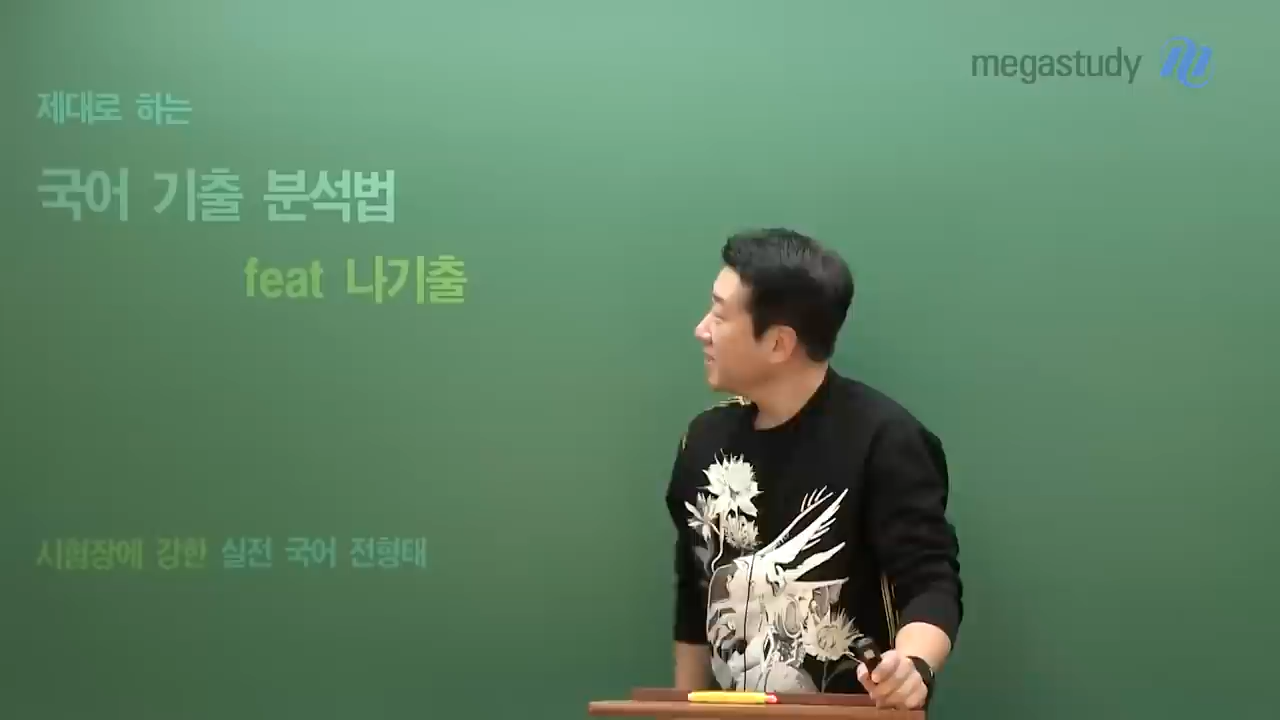 megastudy
제대로 하는
국어 기출 분석법
feat 나기출
시험장에 강한 실전 국어 전형태